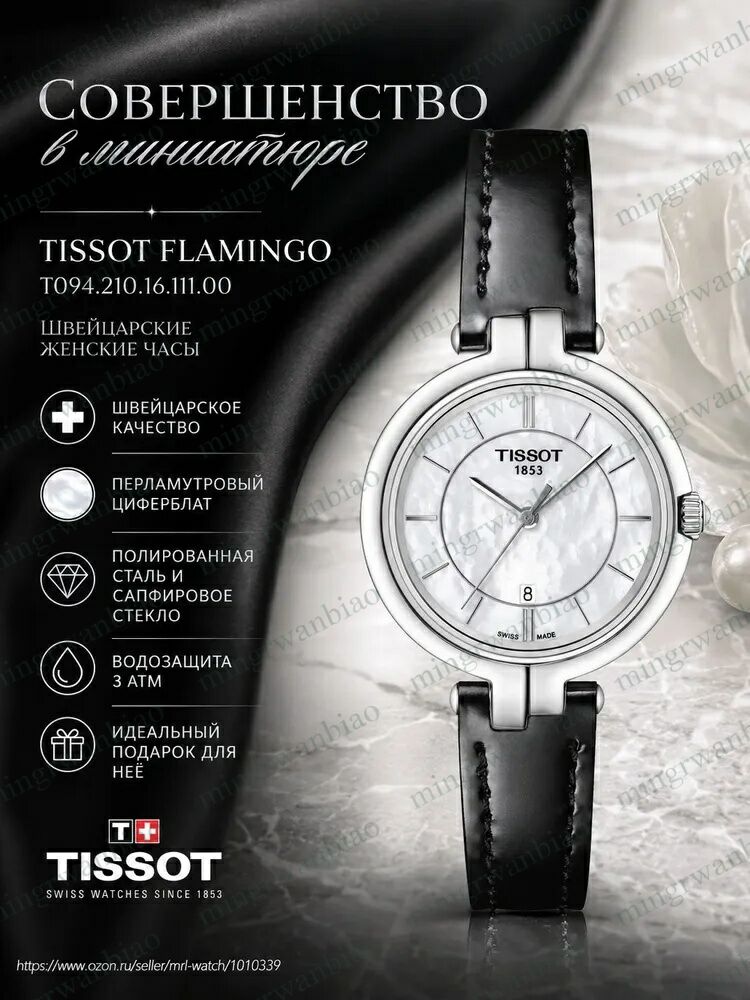 СОВЕРШЕНСТВО
в миниатюре
TISSOT FLAMINGO
T094.210.16.111.00
ШВЕЙЦАРСКИЕ
ЖЕНСКИЕ ЧАСЫ
ШВЕЙЦАРСКОЕ
КАЧЕСТВО
ПЕРЛАМУТРОВЫЙ
ЦИФЕРБЛАТ
ПОЛИРОВАННАЯ
СТАЛЬ И
САПФИРОВОЕ
СТЕКЛО
ВОДОЗАЩИТА
3 АТМ
ИДЕАЛЬНЫЙ
ПОДАРОК ДЛЯ
НЕЁ
TISSOT
1853
8
SWISS MADE
T+
TISSOT
SWISS WATCHES SINCE 1853
https://www.ozon.ru/seller/mrl-watch/1010339
mingrwanbiao